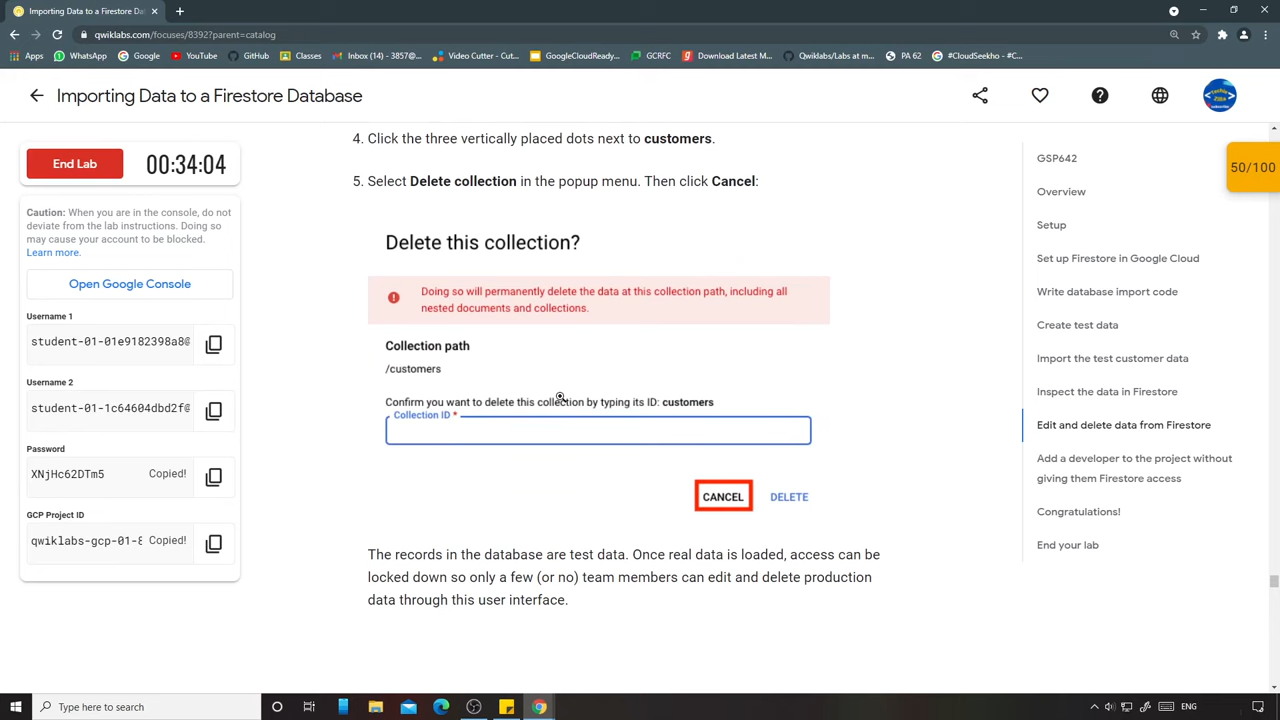 Importing Data to a Firestore Dat
qwiklabs.com/focuses/8392?parent=catalog
Apps
WhatsApp
Google
YouTube
GitHub
Classes
Inbox (14) - 3857@...
Video Cutter - Cut...
GoogleCloudReady...
GCRFC
Download Latest M...
Qwiklabs/Labs at m...
PA 62
#CloudSeekho - #C...
Importing Data to a Firestore Database
End Lab
00:34:04
Caution: When you are in the console, do not
deviate from the lab instructions. Doing so
may cause your account to be blocked.
Learn more.
Open Google Console
Username 1
student-01-01e9182398a8@
Username 2
student-01-1c64604dbd2f@
Password
XNjHc62DTm5
Copied!
GCP Project ID
qwiklabs-gcp-01-8
Copied!
4. Click the three vertically placed dots next to customers.
5. Select Delete collection in the popup menu. Then click Cancel:
Delete this collection?
Doing so will permanently delete the data at this collection path, including all
nested documents and collections.
Collection path
/customers
Confirm you want to delete this collection by typing its ID: customers
Collection ID *
CANCEL
DELETE
The records in the database are test data. Once real data is loaded, access can be
locked down so only a few (or no) team members can edit and delete production
data through this user interface.
GSP642
Overview
Setup
Set up Firestore in Google Cloud
Write database import code
Create test data
Import the test customer data
Inspect the data in Firestore
Edit and delete data from Firestore
Add a developer to the project without
giving them Firestore access
Congratulations!
End your lab
50/100
Type here to search
ENG